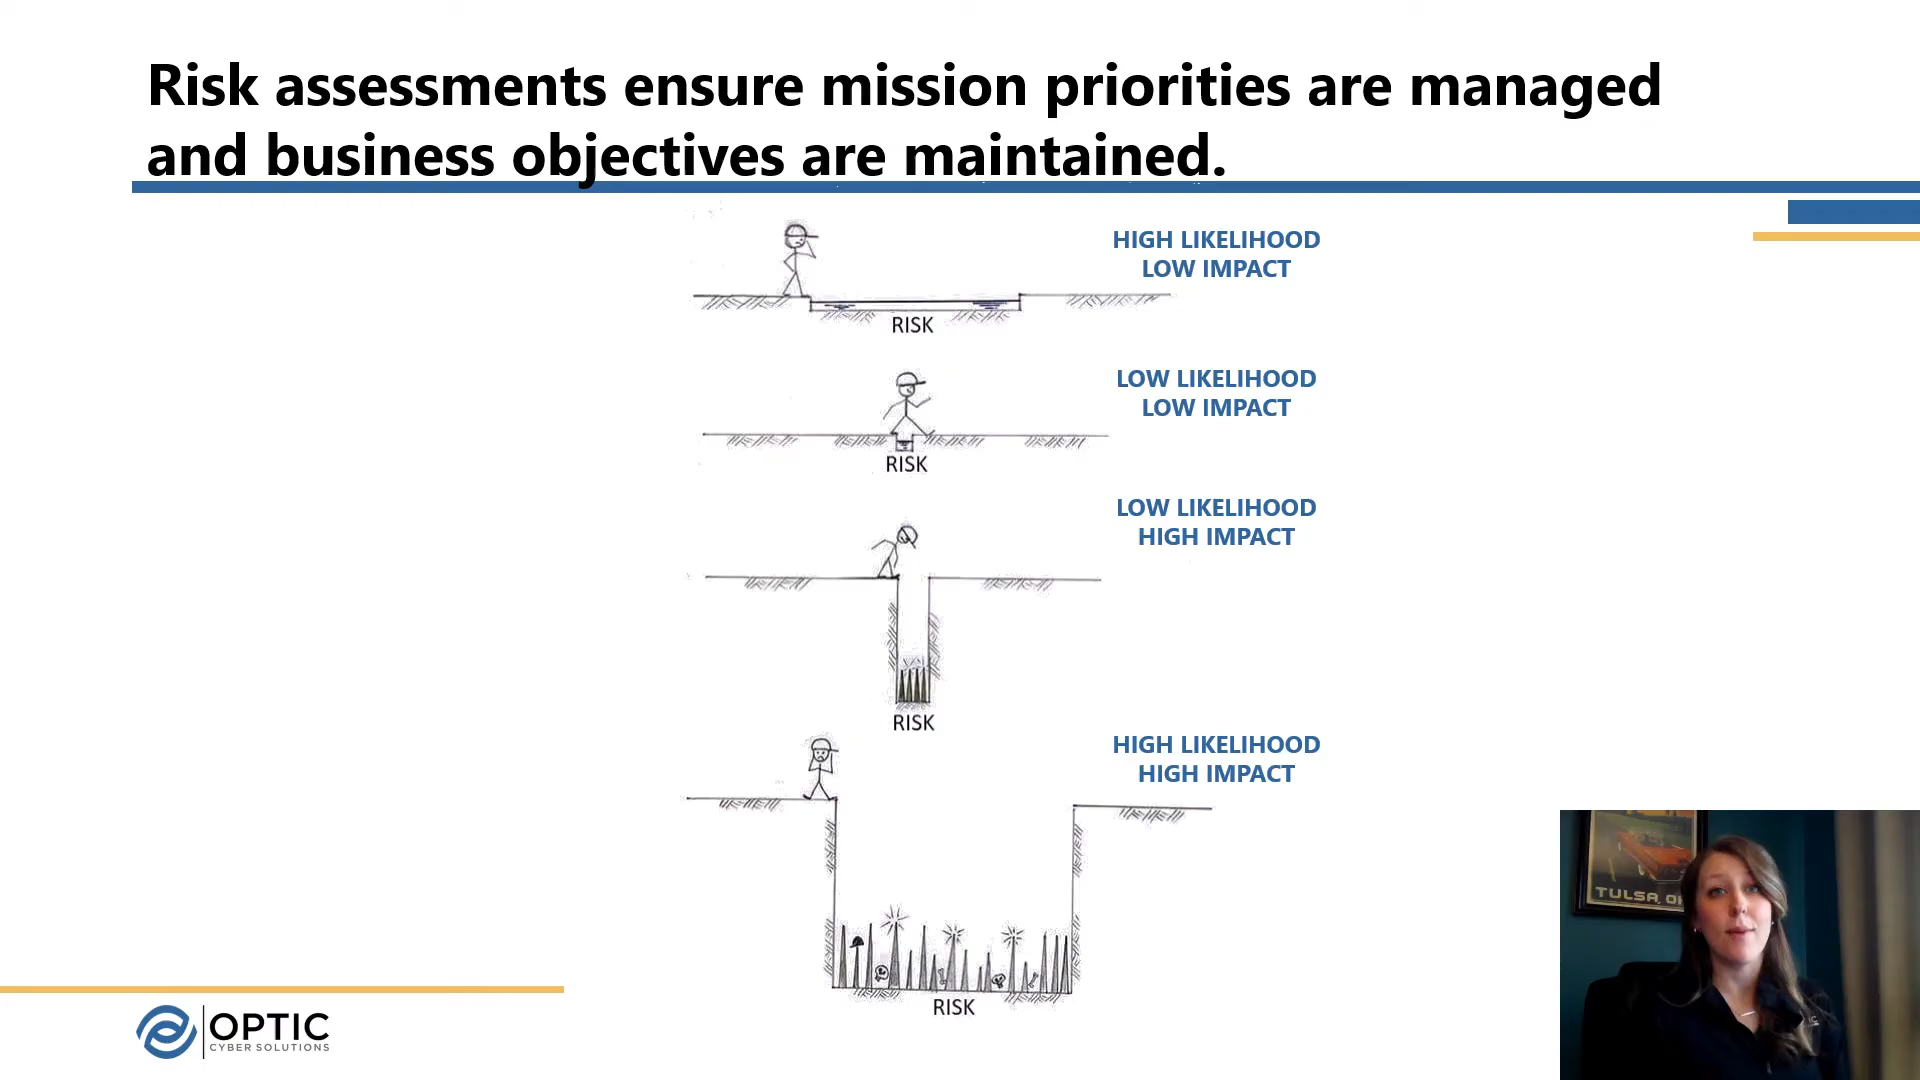 Risk assessments ensure mission priorities are managed
and business objectives are maintained.
HIGH LIKELIHOOD
LOW IMPACT
RISK
LOW LIKELIHOOD
LOW IMPACT
RISK
LOW LIKELIHOOD
HIGH IMPACT
RISK
HIGH LIKELIHOOD
HIGH IMPACT
RISK
TULSA,
OPTIC
CYBER SOLUTIONS